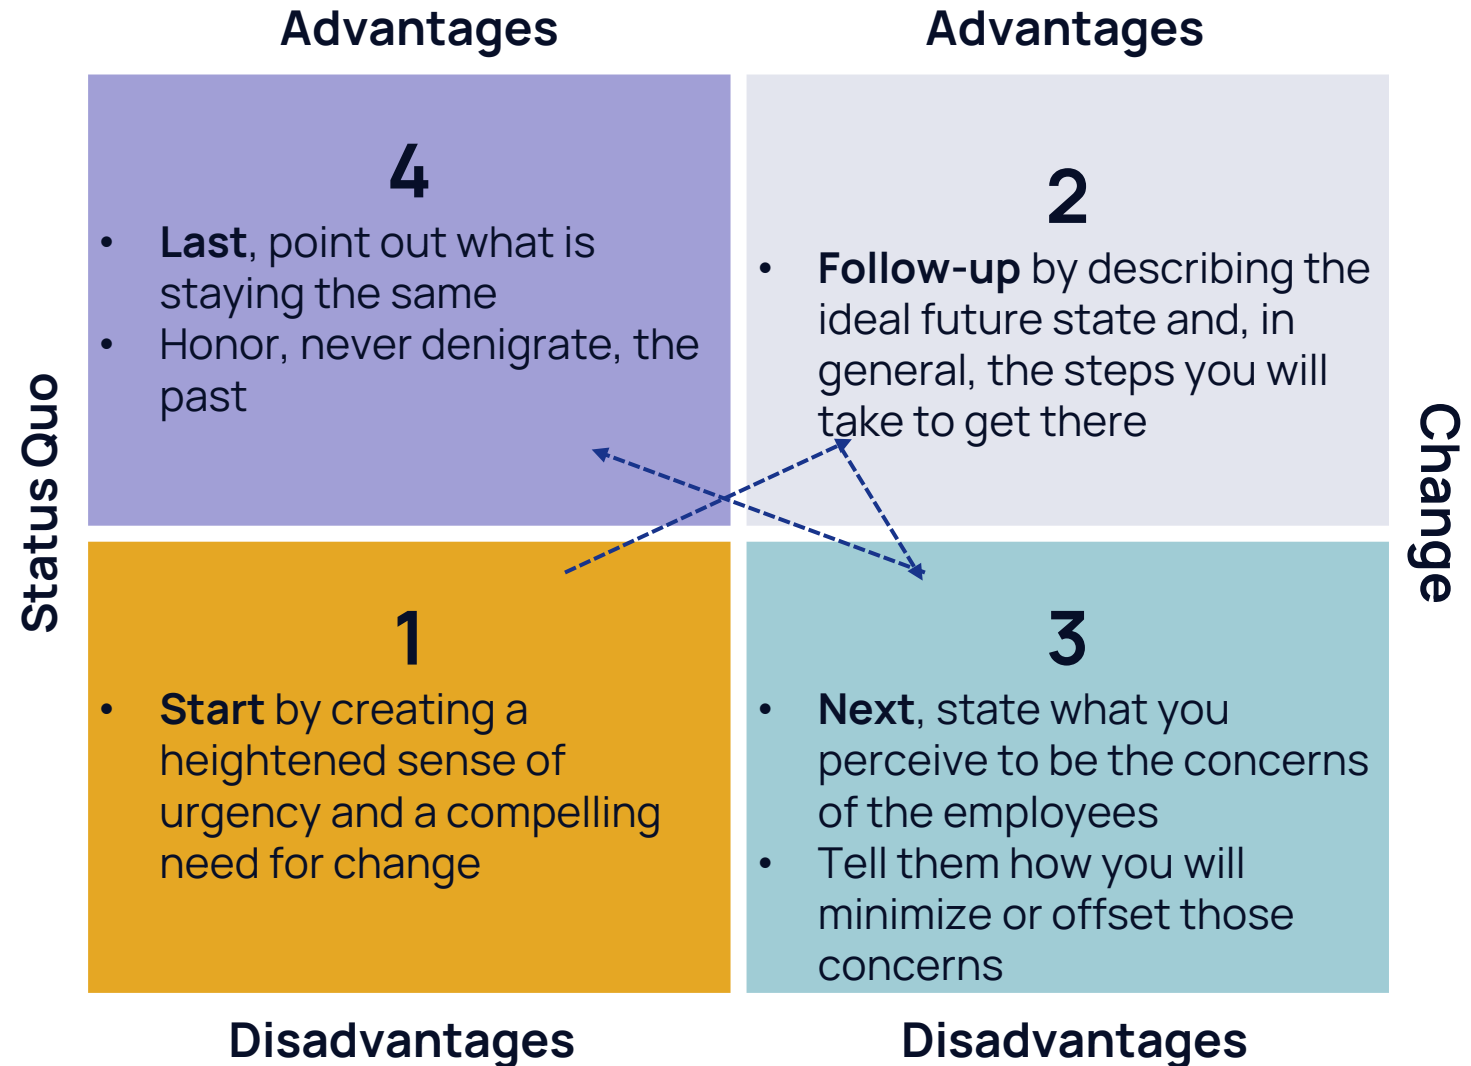 Advantages
Advantages
4
• Last, point out what is
staying the same
• Honor, never denigrate, the
past
2
• Follow-up by describing the
ideal future state and, in
general, the steps you will
take to get there
Status Quo
Change
1
• Start by creating a
heightened sense of
urgency and a compelling
need for change
3
• Next, state what you
perceive to be the concerns
of the employees
• Tell them how you will
minimize or offset those
concerns
Disadvantages
Disadvantages